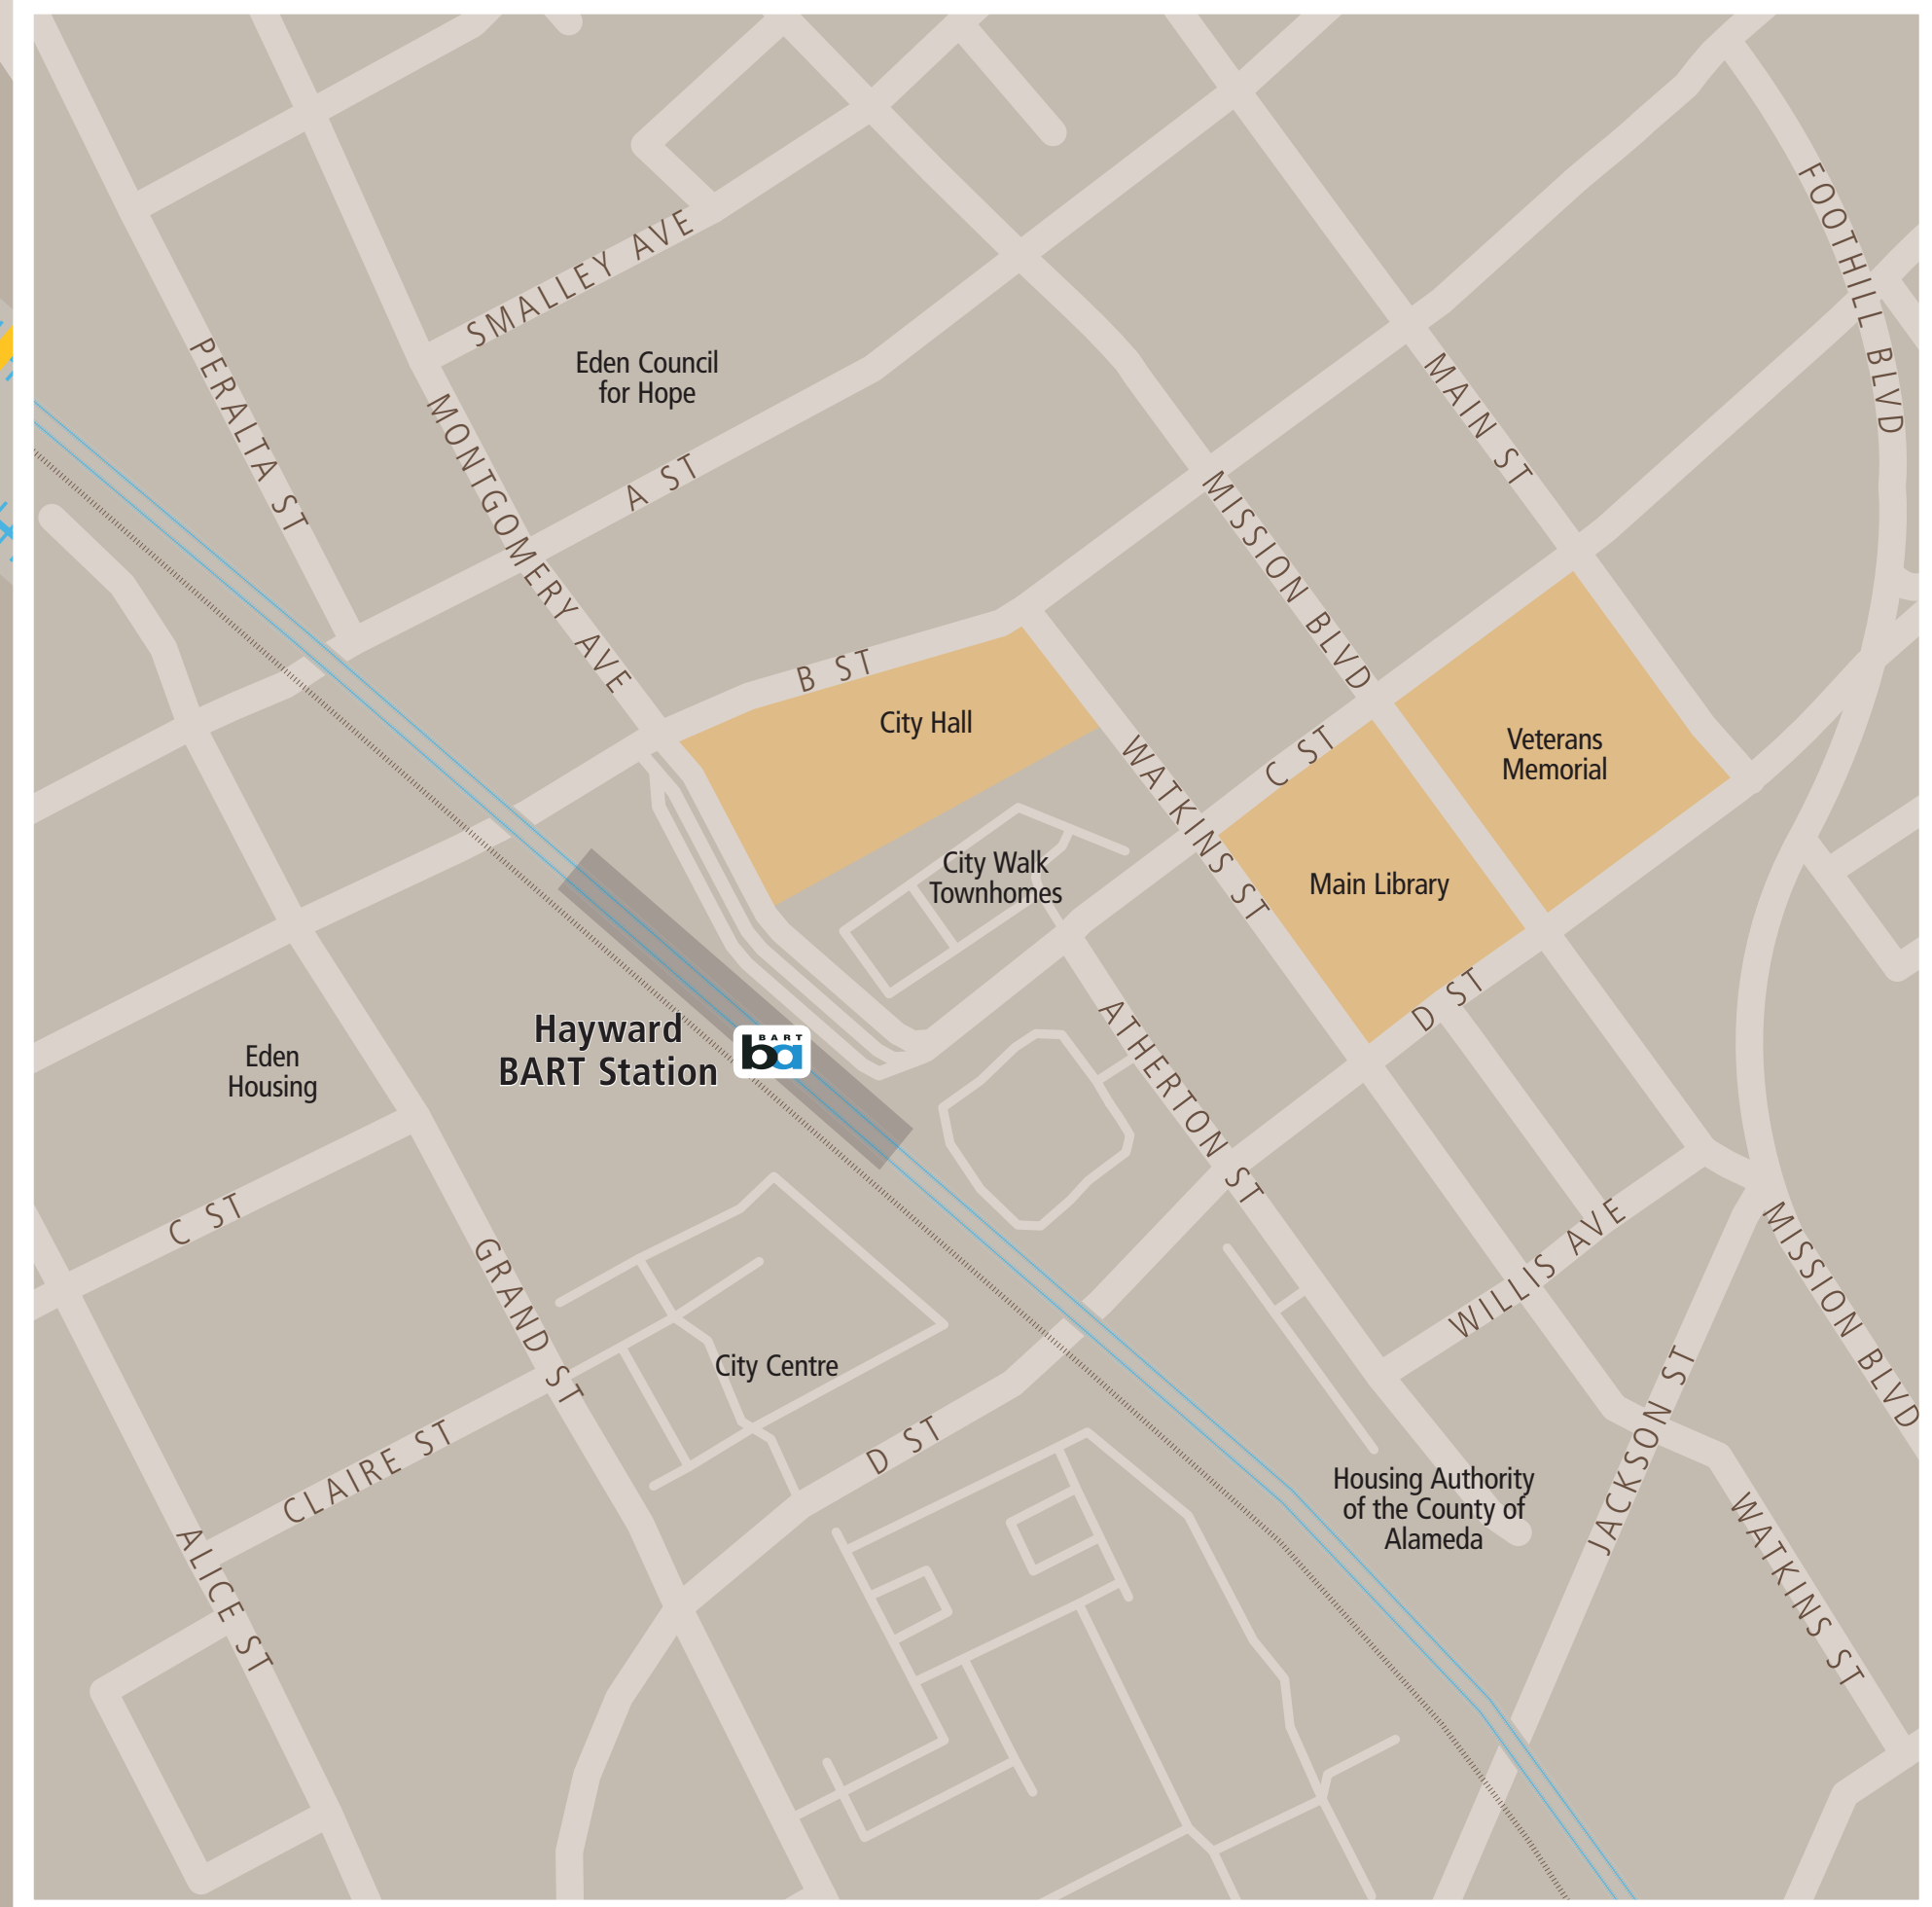 FOOTHILL BLVD
SMALLEY AVE
PERALTA ST
Eden Council
for Hope
MAIN ST
MONTGOMERY AVE
A ST
MISSION BLVD
B ST
City Hall
C ST
Veterans
Memorial
WATKINS ST
City Walk
Townhomes
Main Library
D ST
Hayward
BART Station
BART
ba
Eden
Housing
ATHERTON ST
C ST
GRAND ST
WILLIS AVE
MISSION BLVD
City Centre
JACKSON ST
D ST
CLAIRE ST
Housing Authority
of the County of
Alameda
ALICE ST
WATKINS ST